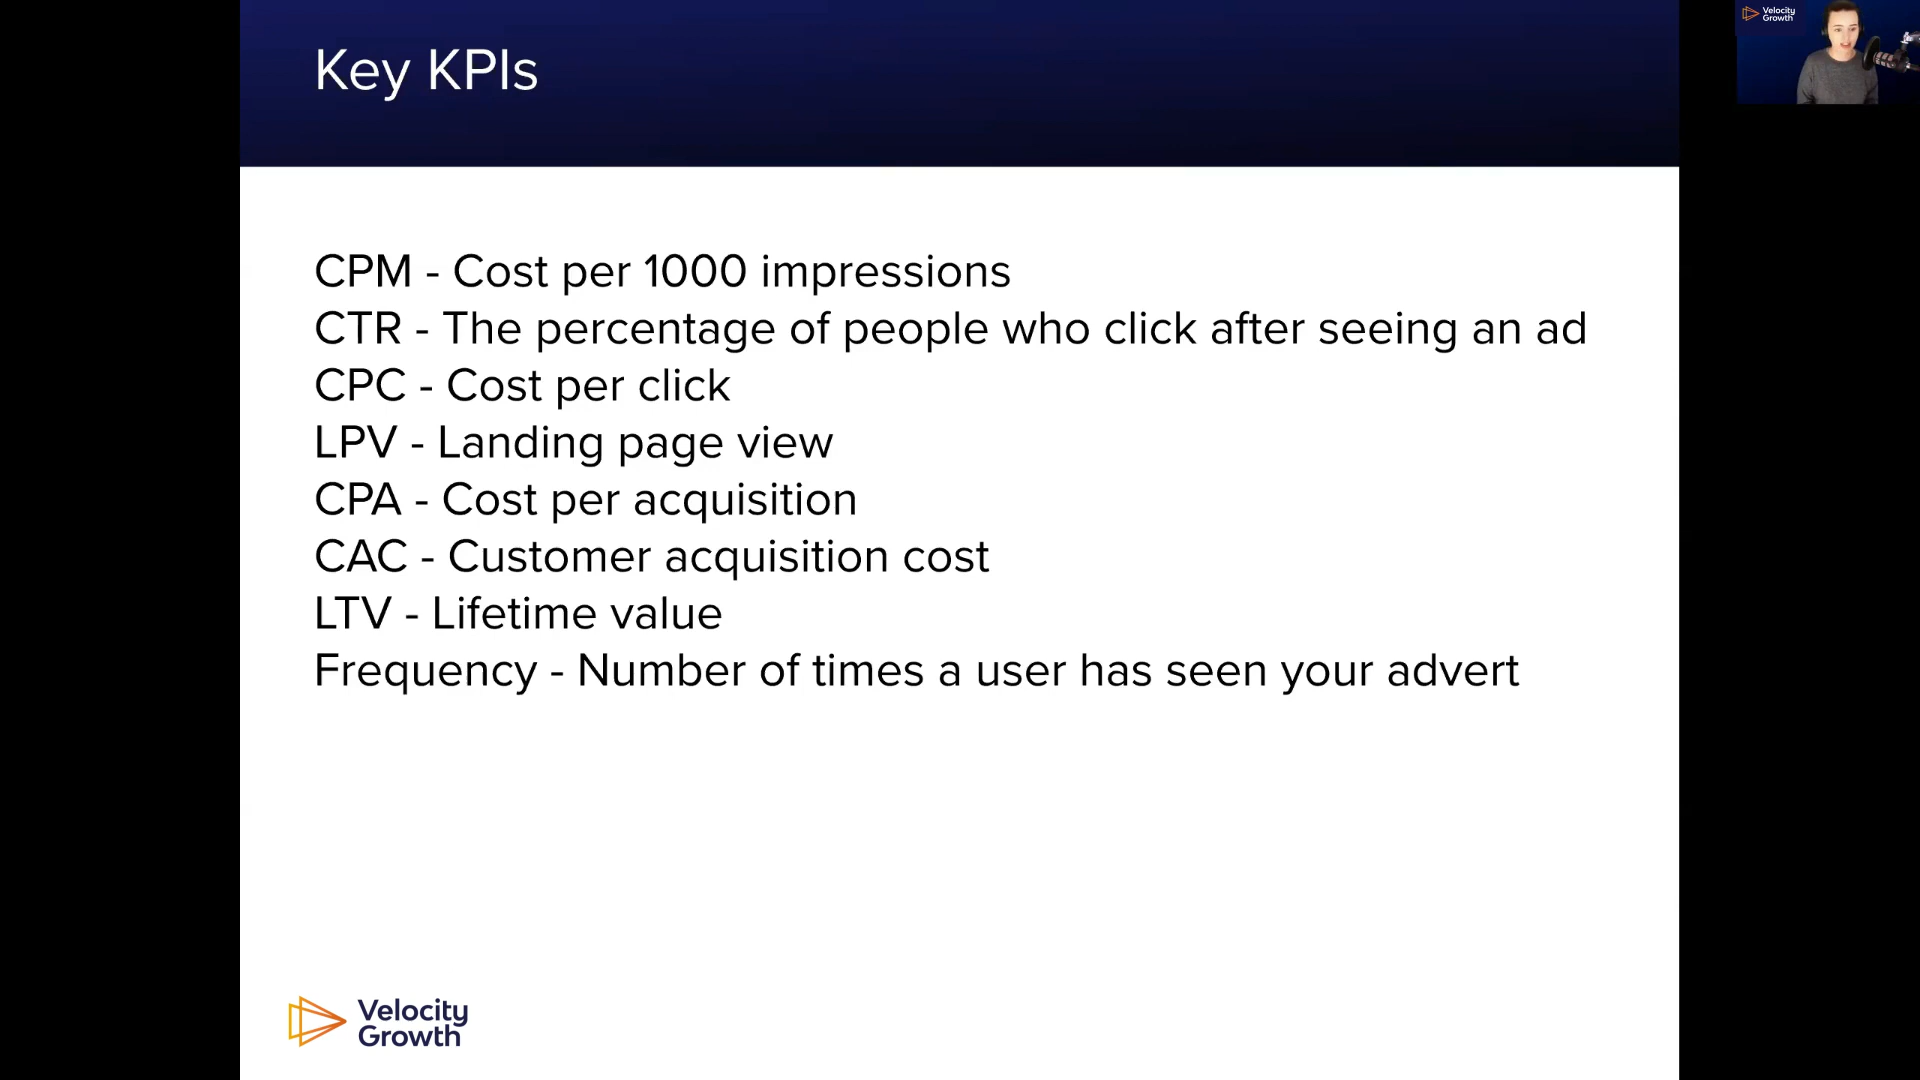 Key KPIs
CPM - Cost per 1000 impressions
CTR - The percentage of people who click after seeing an ad
CPC - Cost per click
LPV - Landing page view
CPA - Cost per acquisition
CAC - Customer acquisition cost
LTV - Lifetime value
Frequency - Number of times a user has seen your advert
Velocity
Growth
Velocity
Growth